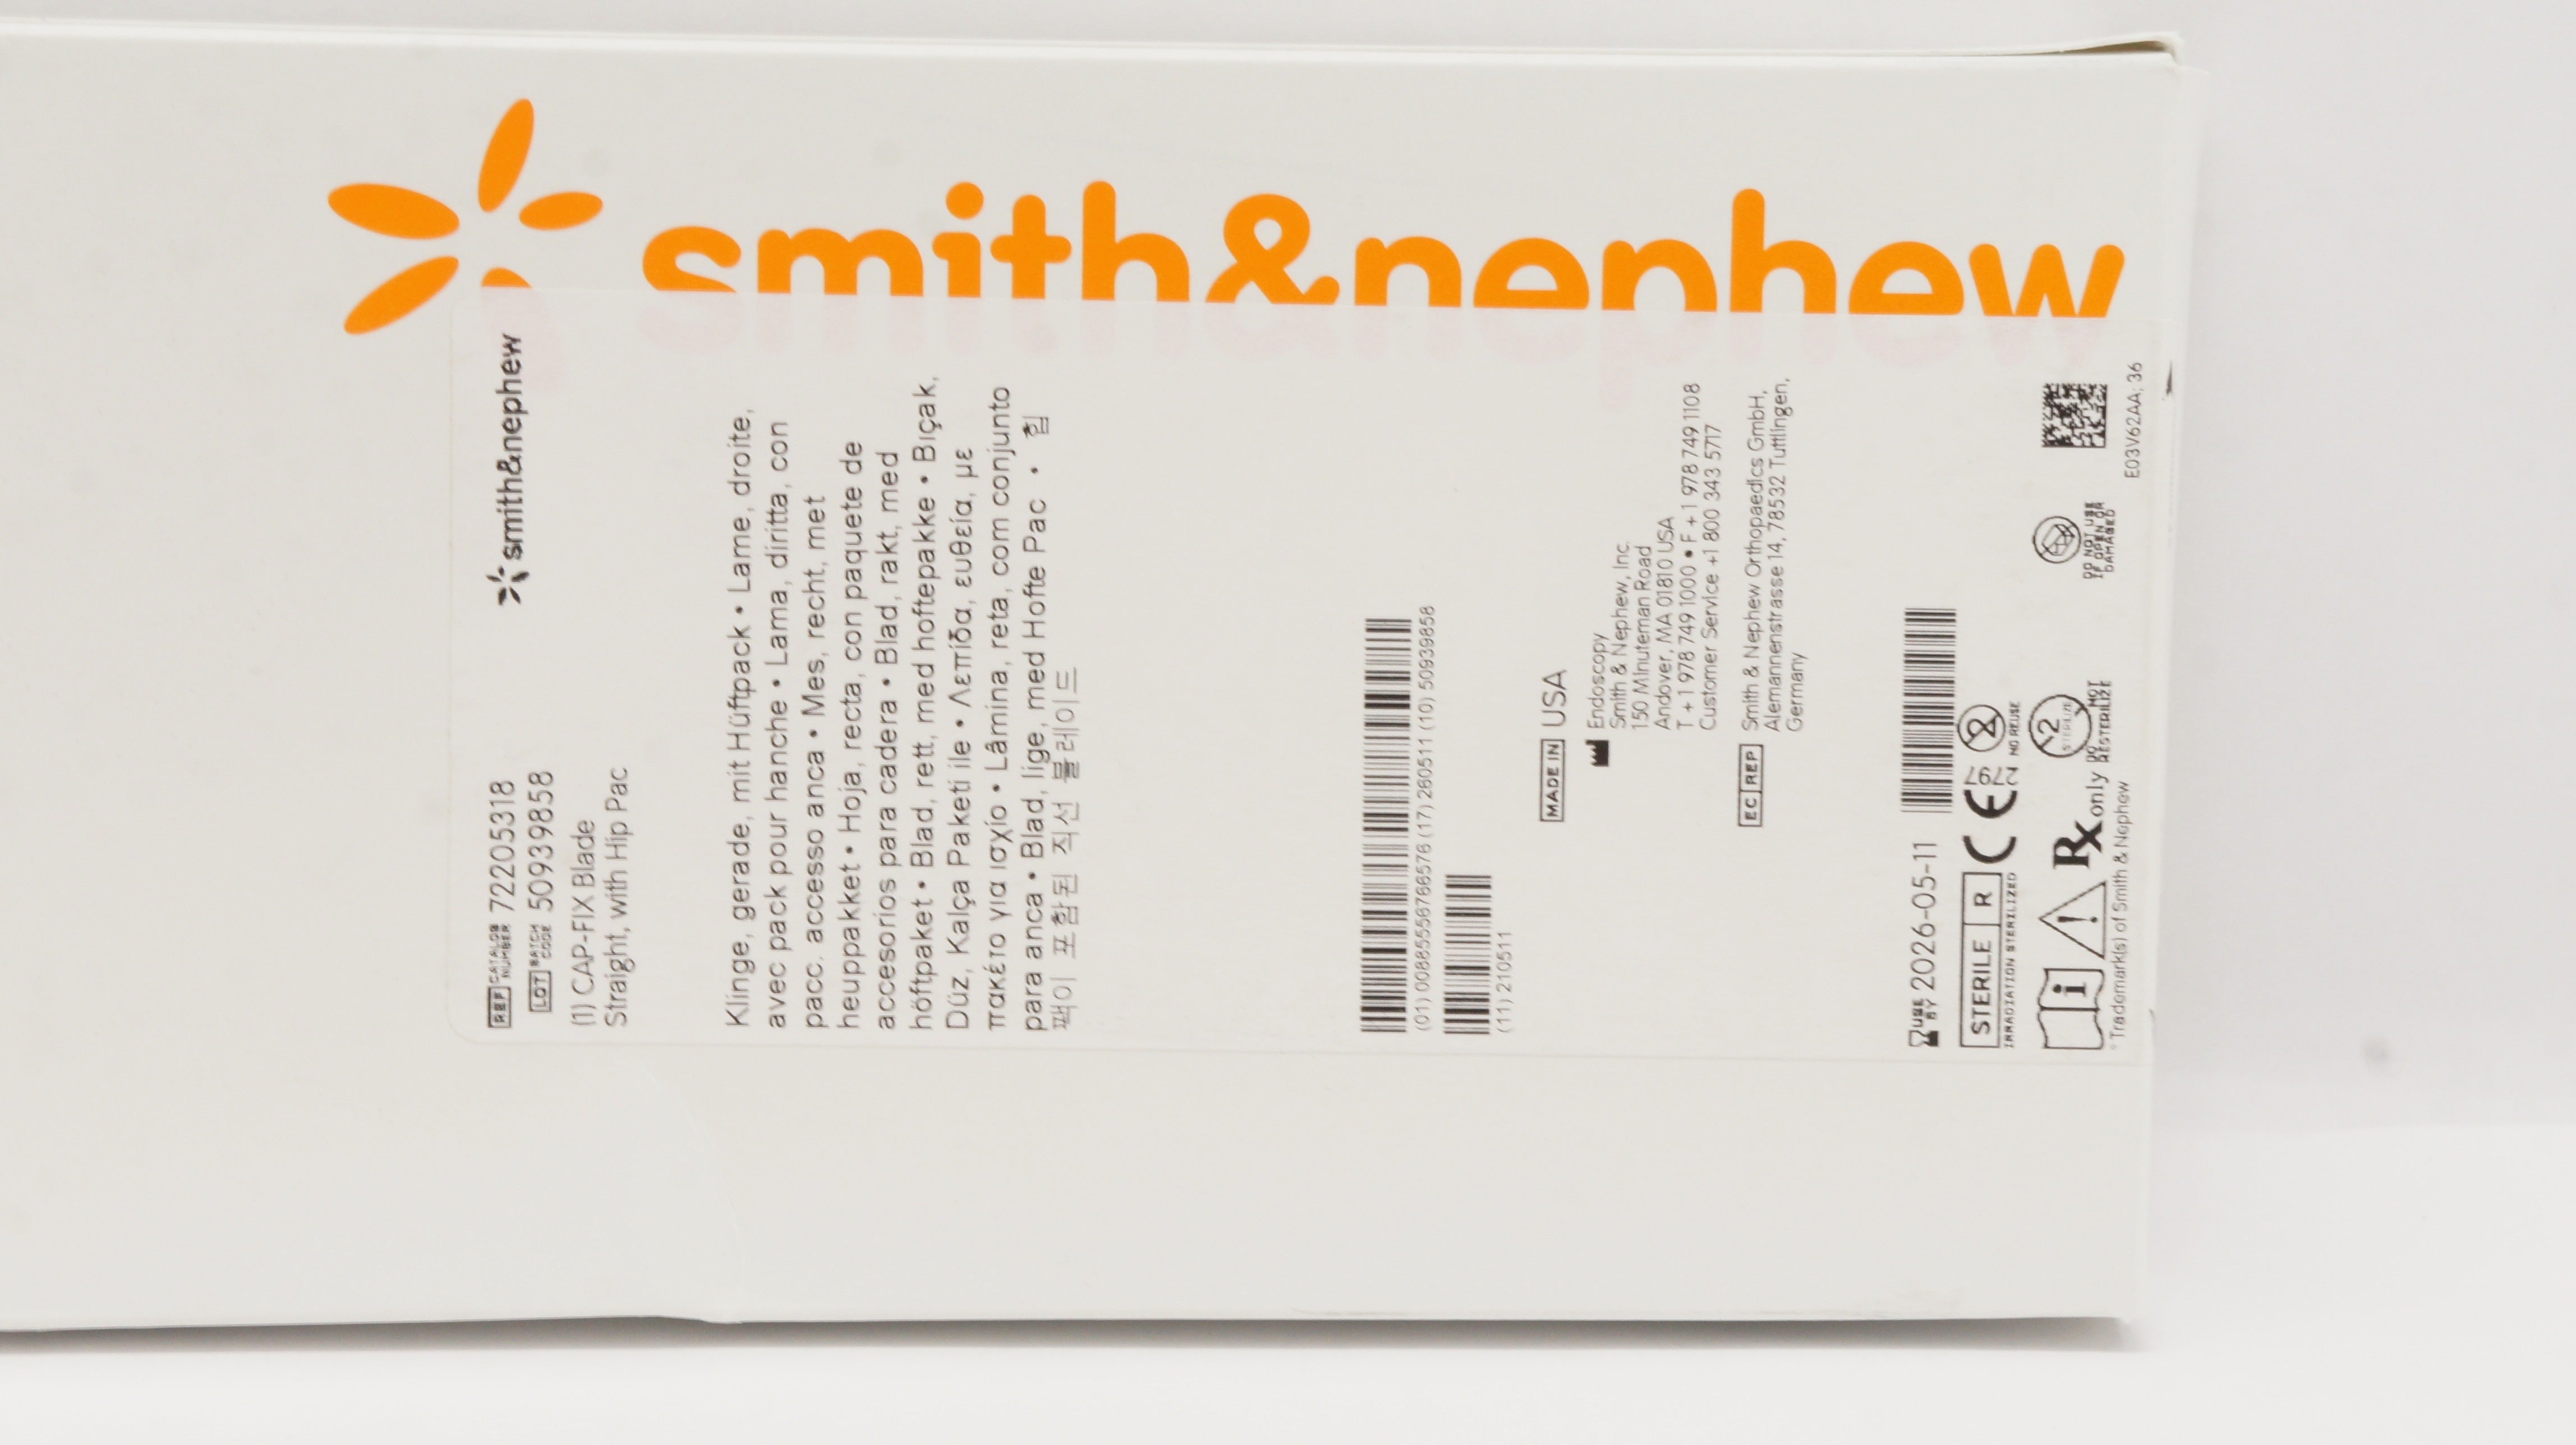 smith&nephew
smith&nephew
REF CATALOG NUMBER 72205318
LOT BATCH CODE 50939858
(1) CAP-FIX Blade
Straight, with Hip Pac
Klinge, gerade, mit Hüftpack • Lame, droite,
avec pack pour hanche • Lama, diritta, con
pacc. accesso anca • Mes, recht, met
heuppakket • Hoja, recta, con paquete de
accesorios para cadera • Blad, rakt, med
höftpaket • Blad, rett, med hoftepakke • Bıçak,
Düz, Kalça Paketi ile • Λεπίδα, ευθεία, με
πακέτο για ισχίο • Lâmina, reta, com conjunto
para anca • Blad, lige, med Hofte Pac • 힙
팩이 포함된 직선 블레이드
(01) 00885556766576 (17) 260511 (10) 50939858
(11) 210511
MADE IN USA
Endoscopy
Smith & Nephew, Inc.
150 Minuteman Road
Andover, MA 01810 USA
T + 1 978 749 1000 • F + 1 978 749 1108
Customer Service +1 800 343 5717
EC REP Smith & Nephew Orthopaedics GmbH,
Alemannenstrasse 14, 78532 Tuttlingen,
Germany
USE BY 2026-05-11
STERILE R CE 2797
IRRADIATION STERILIZED NO REUSE
i ! Rx only 2 STERILIZE DO NOT RESTERILIZE
DO NOT USE IF OPEN OR DAMAGED
°Trademark(s) of Smith & Nephew
E03V62AA; 36